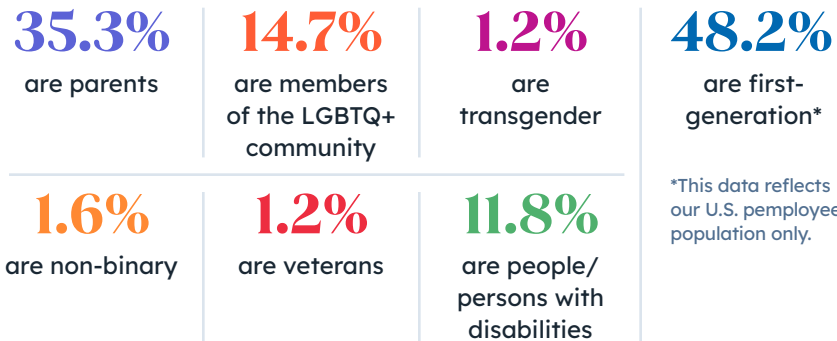 35.3%
are parents
14.7%
are members
of the LGBTQ+
community
1.2%
are
transgender
48.2%
are first-
generation*
*This data reflects
our U.S. pemployee
population only.
1.6%
are non-binary
1.2%
are veterans
11.8%
are people/
persons with
disabilities